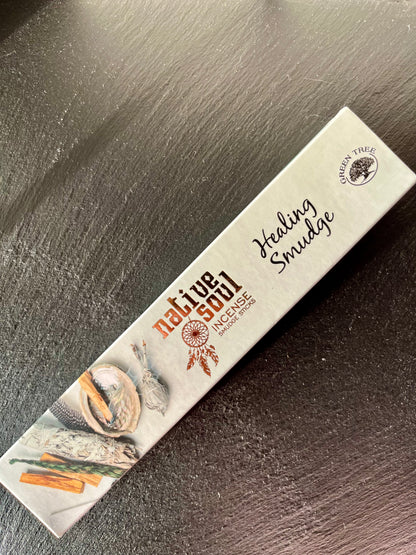 GREEN TREE
Healing
Smudge
native
soul
INCENSE
SMUDGE STICKS